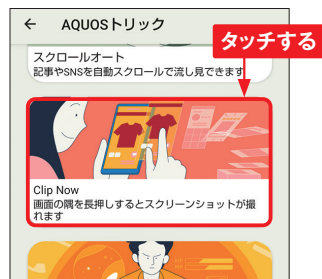 ← AQUOSトリック
タッチする
スクロールオート
記事やSNSを自動スクロールで流し見できます
Clip Now
画面の隅を長押しするとスクリーンショットが撮
れます